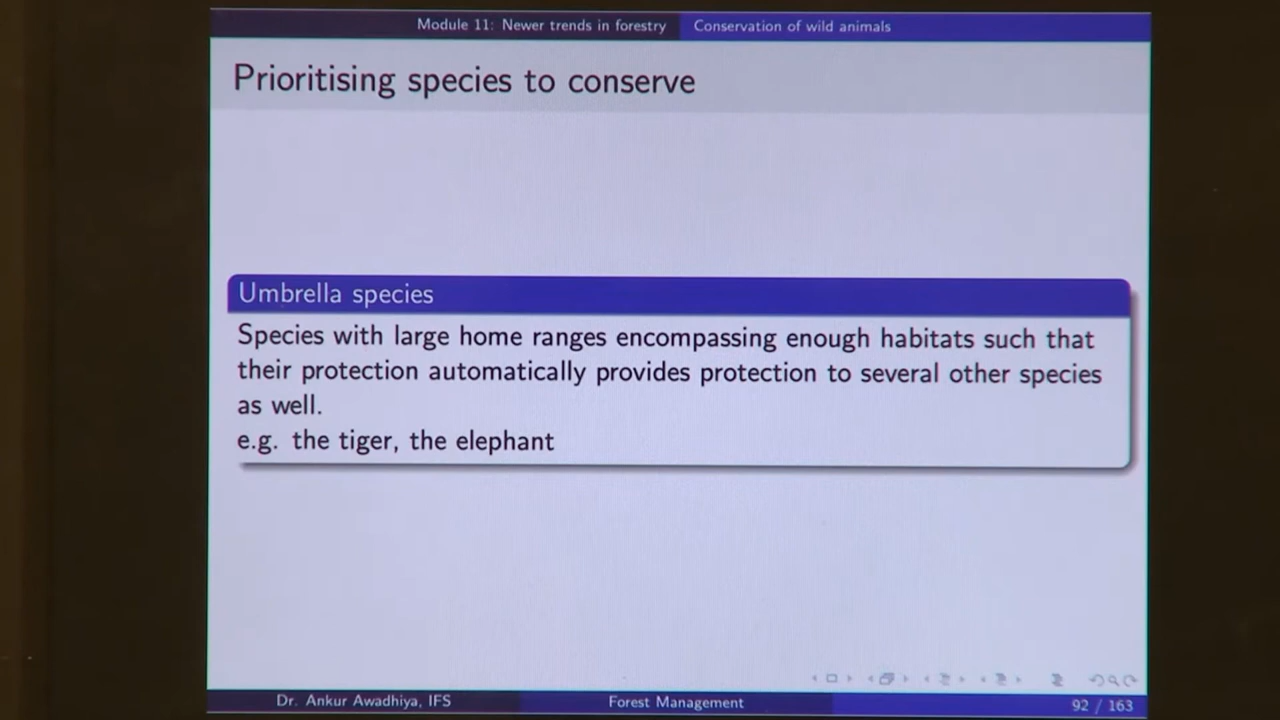 Module 11: Newer trends in forestry Conservation of wild animals
Prioritising species to conserve
Umbrella species
Species with large home ranges encompassing enough habitats such that
their protection automatically provides protection to several other species
as well.
e.g. the tiger, the elephant
Dr. Ankur Awadhiya, IFS Forest Management 92 / 163